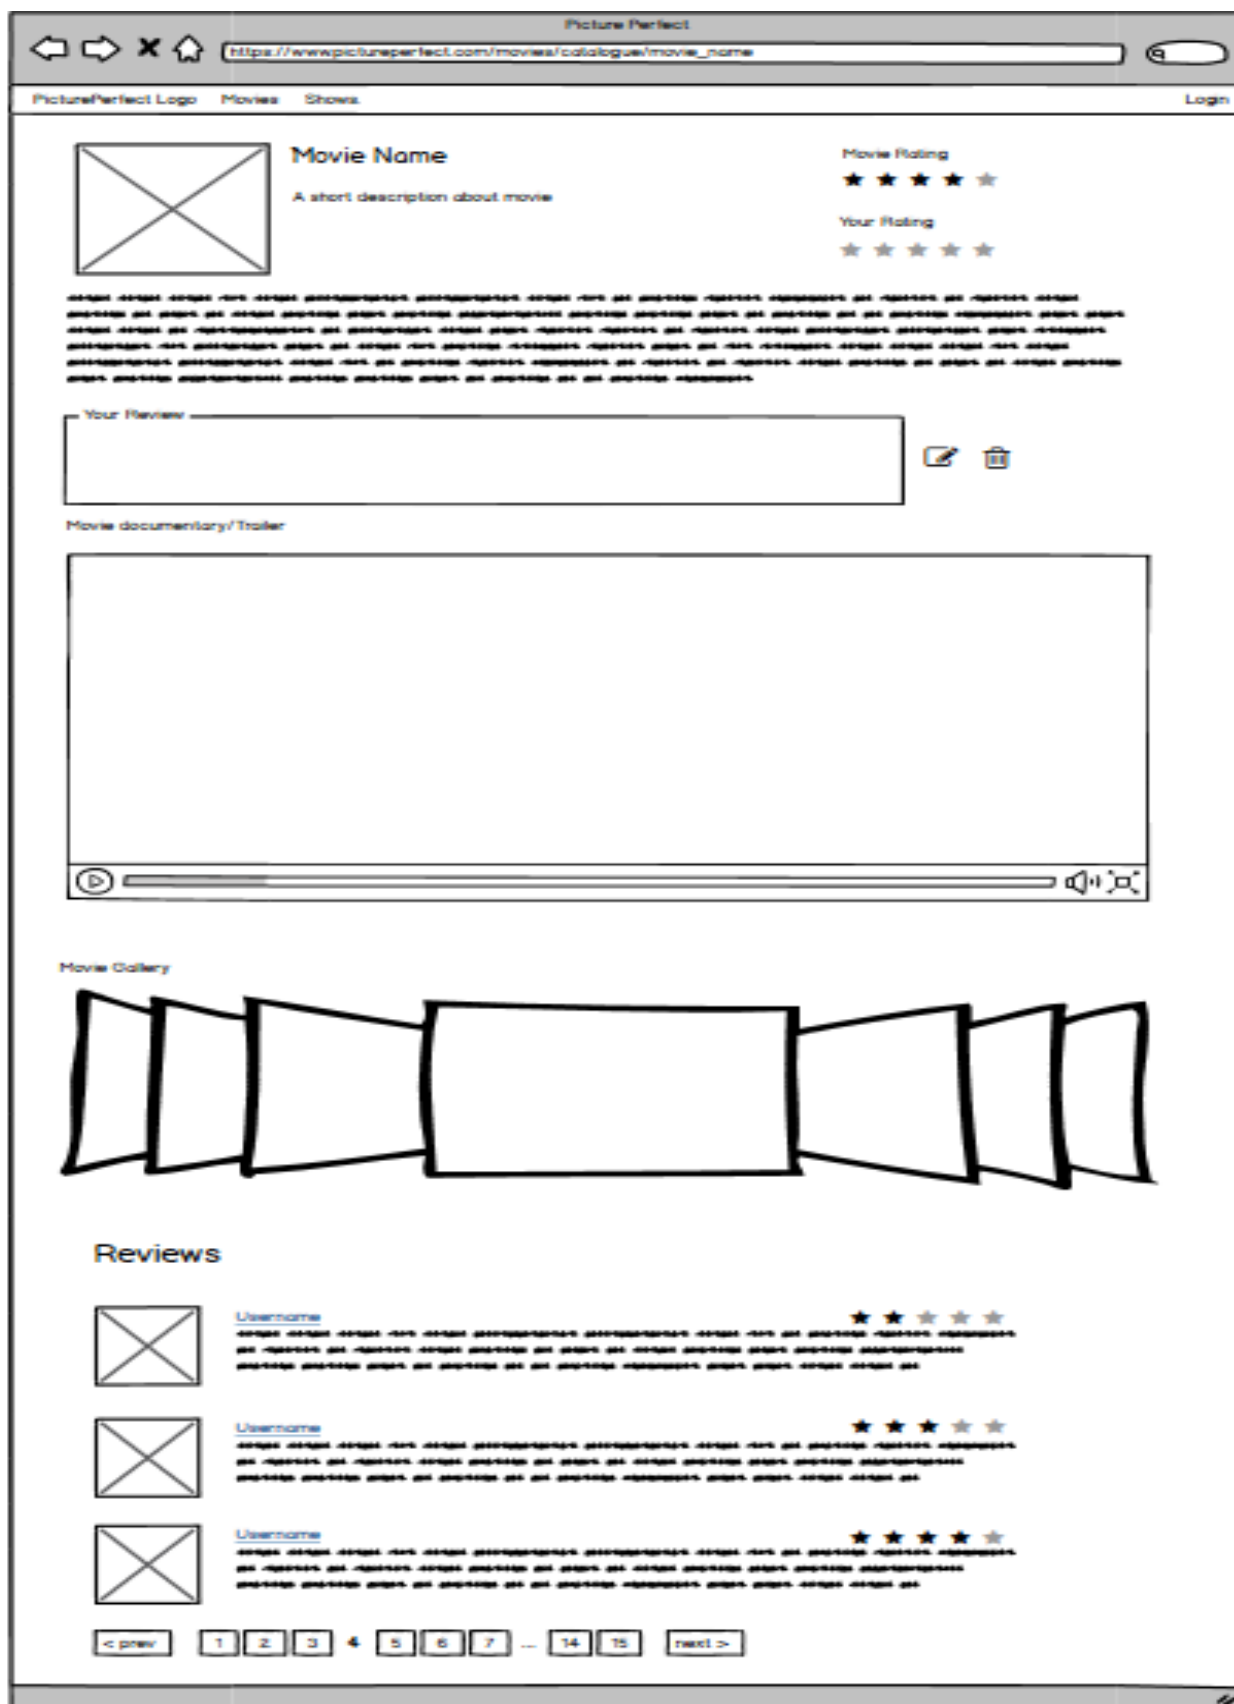 Picture Perfect
https://www.pictureperfect.com/movies/catalogue/movie_name
PicturePerfect Logo Movies Shows Login
Movie Name
A short description about movie
Movie Rating
Your Rating
Your Review
Movie documentary/Trailer
Movie Gallery
Reviews
Username
Username
Username
< prev 1 2 3 4 5 6 7 ... 14 15 next >